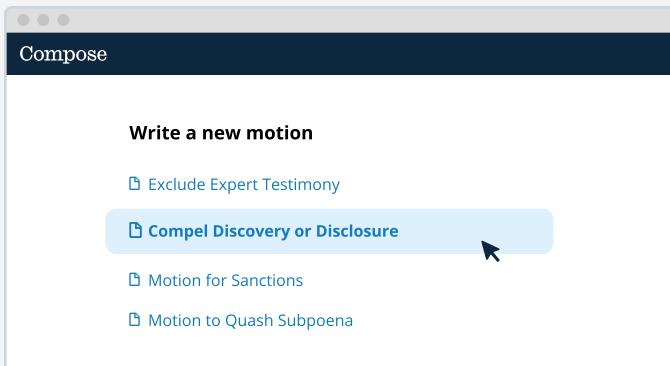 Compose
Write a new motion
Exclude Expert Testimony
Compel Discovery or Disclosure
Motion for Sanctions
Motion to Quash Subpoena